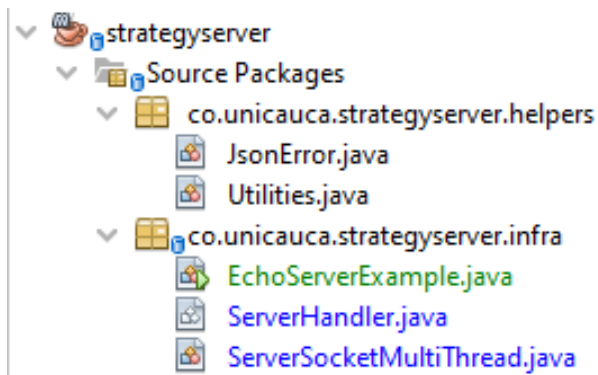 strategyserver
Source Packages
co.unicauca.strategyserver.helpers
JsonError.java
Utilities.java
co.unicauca.strategyserver.infra
EchoServerExample.java
ServerHandler.java
ServerSocketMultiThread.java